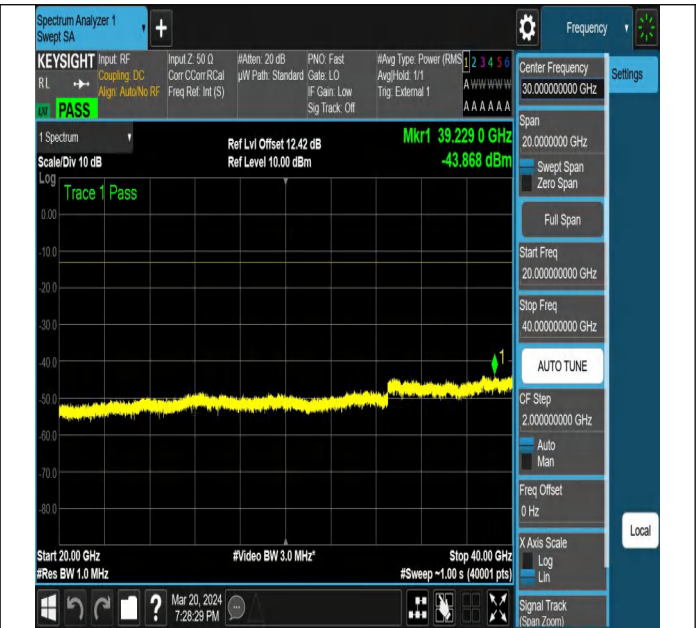 Spectrum Analyzer 1
Swept SA
+
Frequency
KEYSIGHT
RL
PASS
Input: RF
Coupling: DC
Align: Auto/No RF
Input Z: 50 Ω
Corr CCorr RCal
Freq Ref: Int (S)
#Atten: 20 dB
µW Path: Standard
PNO: Fast
Gate: LO
IF Gain: Low
Sig Track: Off
#Avg Type: Power (RMS
Avg|Hold: 1/1
Trig: External 1
1 2 3 4 5 6
A W W W W W
A A A A A A
Center Frequency
30.000000000 GHz
Settings
1 Spectrum
Scale/Div 10 dB
Ref Lvl Offset 12.42 dB
Ref Level 10.00 dBm
Mkr1 39.229 0 GHz
-43.868 dBm
Span
20.0000000 GHz
Swept Span
Zero Span
Full Span
Start Freq
20.000000000 GHz
Stop Freq
40.000000000 GHz
AUTO TUNE
CF Step
2.000000000 GHz
Auto
Man
Freq Offset
0 Hz
X Axis Scale
Log
Lin
Signal Track
(Span Zoom)
Local
Log
Trace 1 Pass
0.00
-10.0
-20.0
-30.0
-40.0
-50.0
-60.0
-70.0
-80.0
1
Start 20.00 GHz
#Res BW 1.0 MHz
#Video BW 3.0 MHz*
Stop 40.00 GHz
#Sweep ~1.00 s (40001 pts)
?
Mar 20, 2024
7:28:29 PM